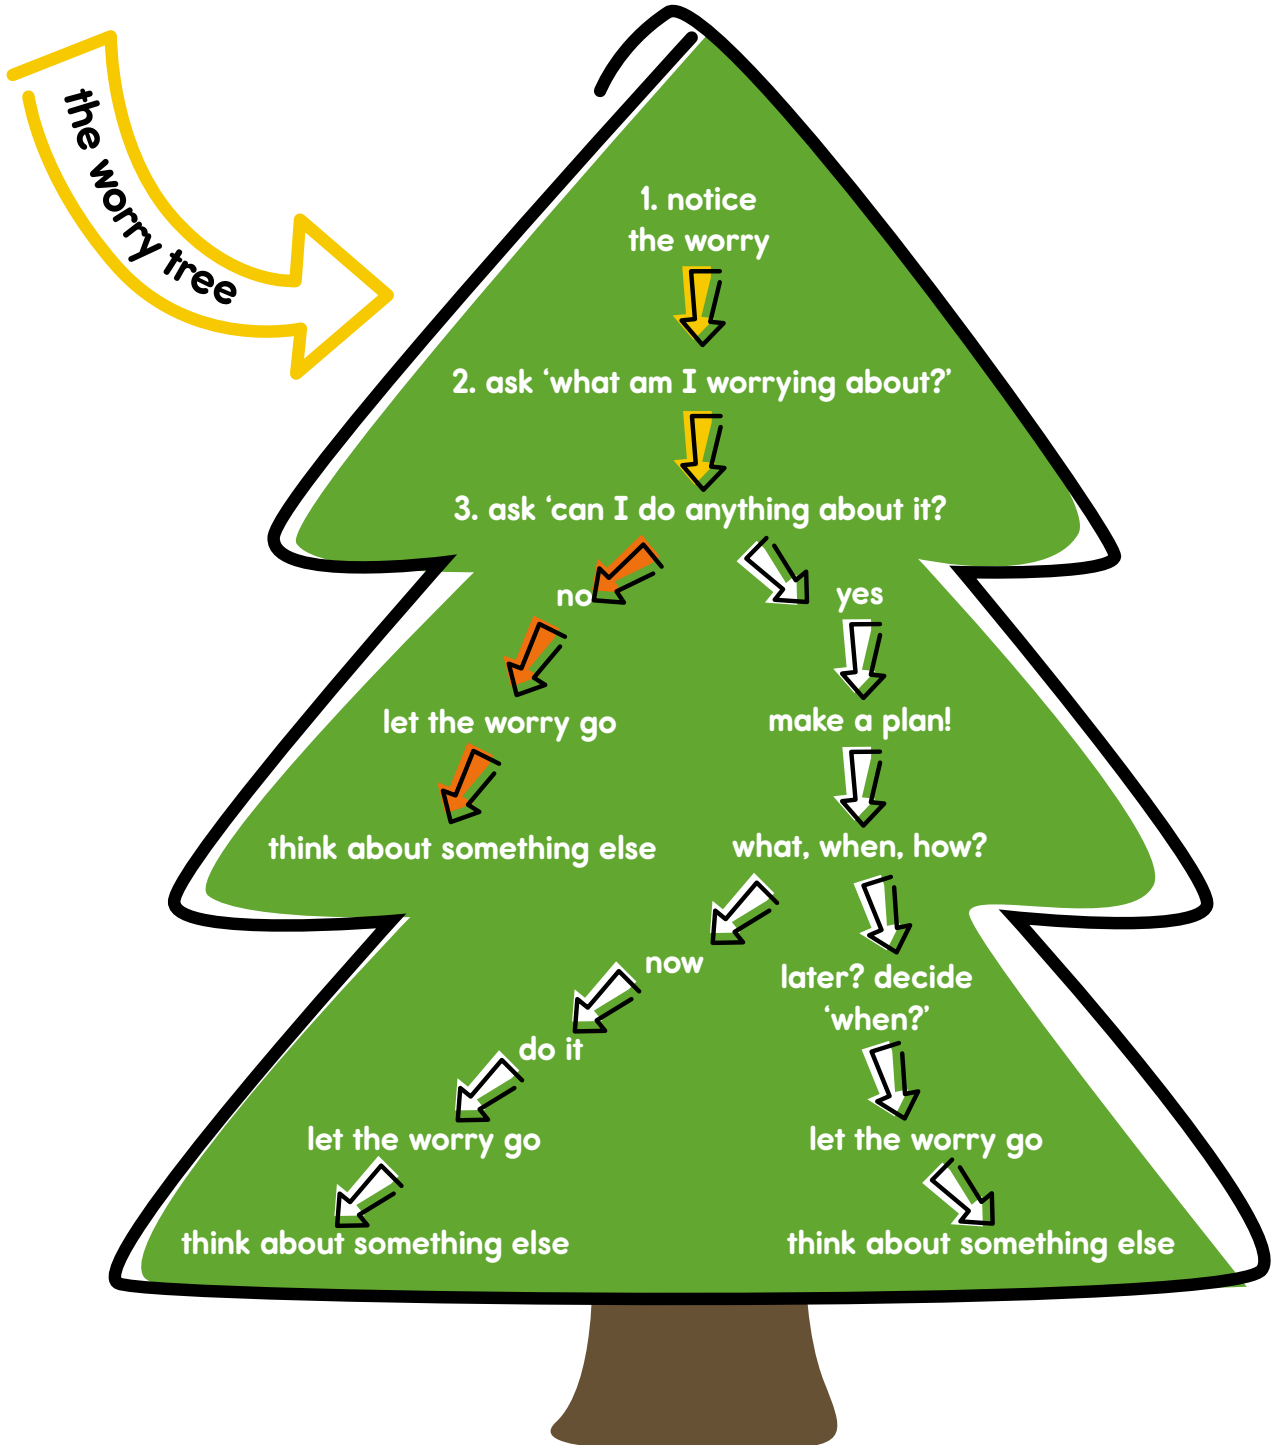 the worry tree
1. notice
the worry
2. ask ‘what am I worrying about?’
3. ask ‘can I do anything about it?
no
yes
let the worry go
make a plan!
think about something else
what, when, how?
now
later? decide
‘when?’
do it
let the worry go
let the worry go
think about something else
think about something else